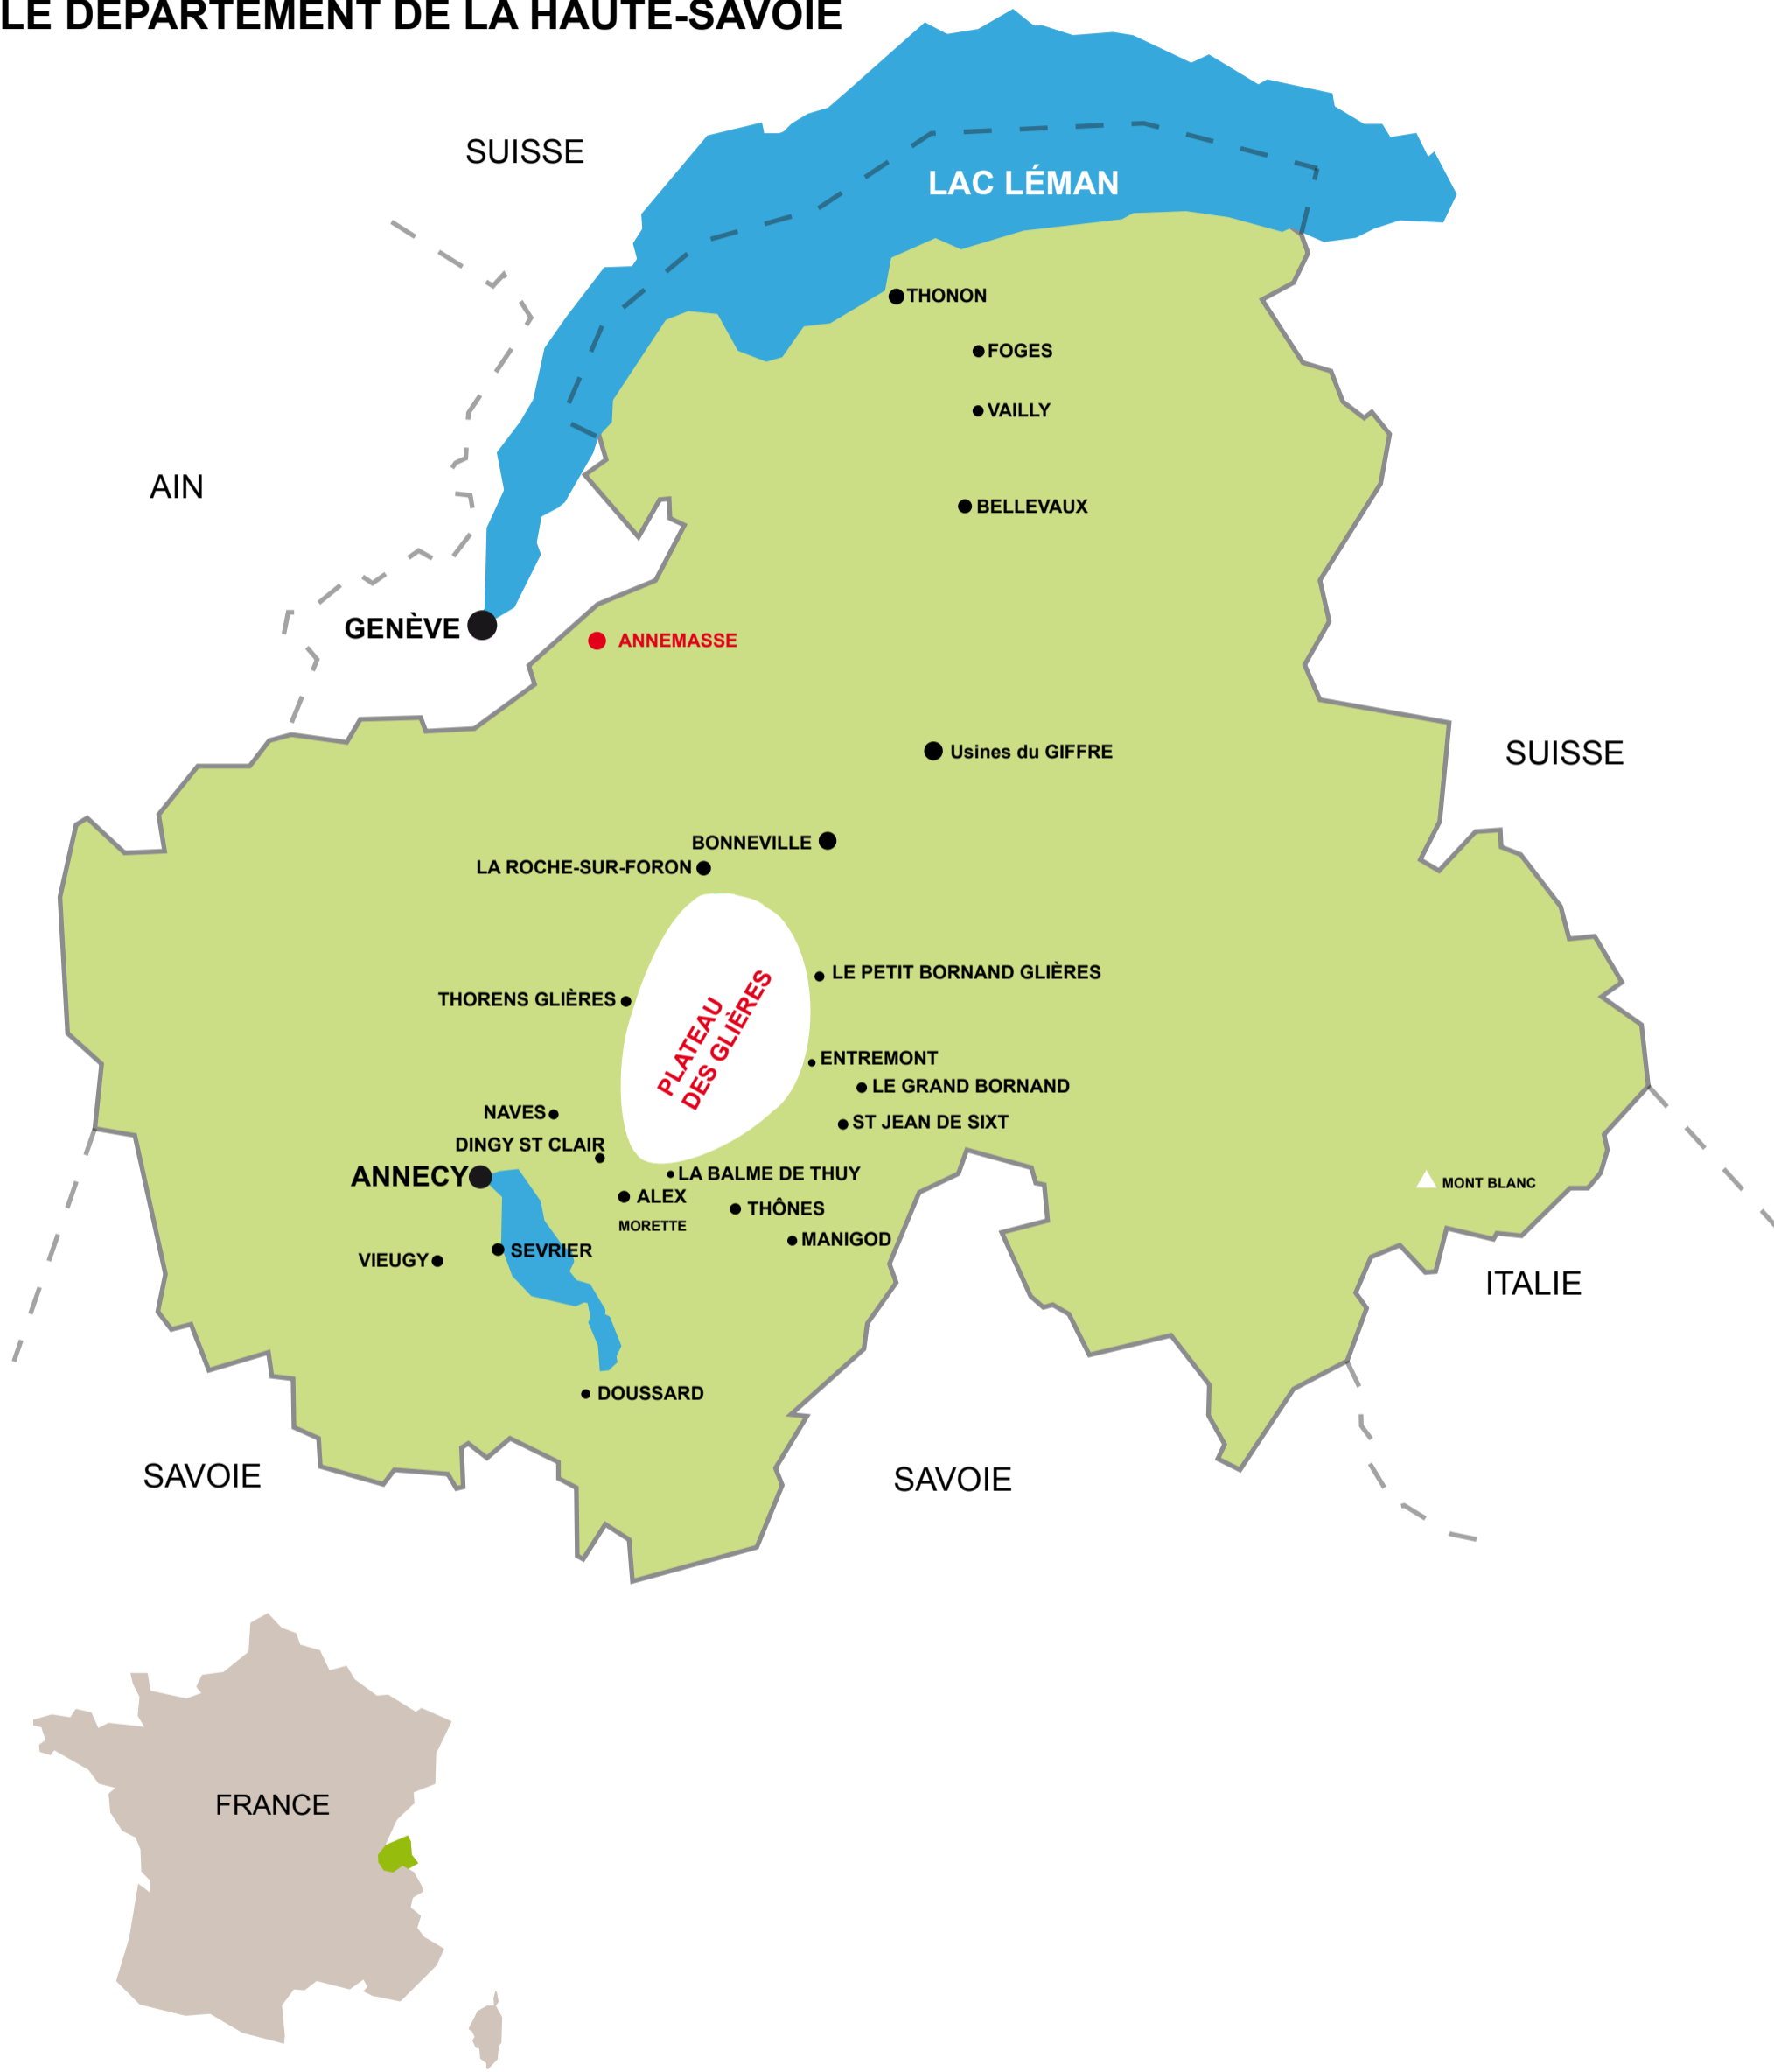 LE DEPARTEMENT DE LA HAUTE-SAVOIE
SUISSE
LAC LÉMAN
THONON
FOGES
VAILLY
AIN
BELLEVAUX
GENÈVE
ANNEMASSE
Usines du GIFFRE
SUISSE
BONNEVILLE
LA ROCHE-SUR-FORON
LE PETIT BORNAND GLIÈRES
THORENS GLIÈRES
PLATEAU
DES GLIÈRES
ENTREMONT
LE GRAND BORNAND
NAVES
ST JEAN DE SIXT
DINGY ST CLAIR
ANNECY
LA BALME DE THUY
MONT BLANC
ALEX
THÔNES
MORETTE
MANIGOD
SEVRIER
VIEUGY
ITALIE
DOUSSARD
SAVOIE
SAVOIE
FRANCE